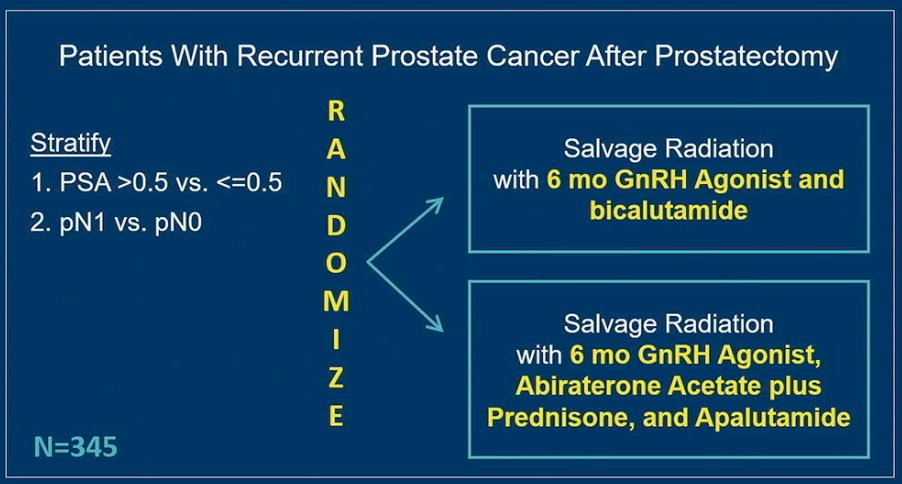 Patients With Recurrent Prostate Cancer After Prostatectomy
Stratify
1. PSA >0.5 vs. <=0.5
2. pN1 vs. pN0
N=345
R
A
N
D
O
M
I
Z
E
Salvage Radiation
with 6 mo GnRH Agonist and
bicalutamide
Salvage Radiation
with 6 mo GnRH Agonist,
Abiraterone Acetate plus
Prednisone, and Apalutamide